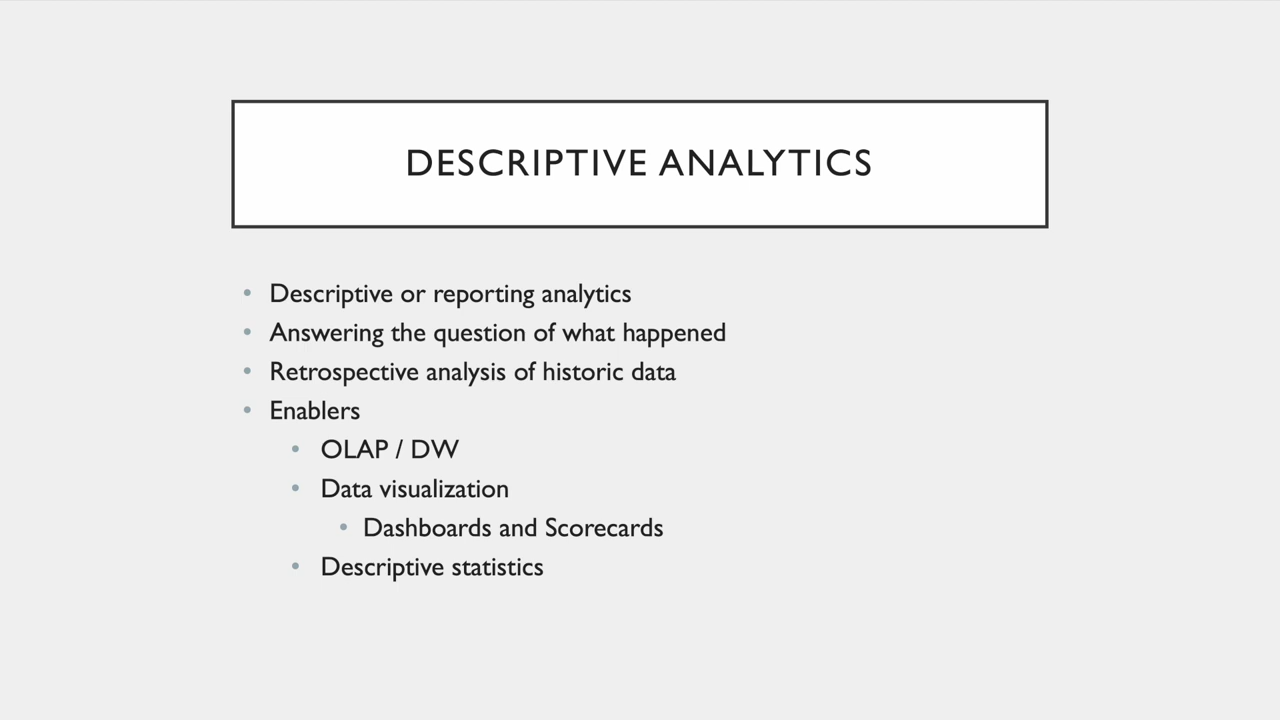 DESCRIPTIVE ANALYTICS
• Descriptive or reporting analytics
• Answering the question of what happened
• Retrospective analysis of historic data
• Enablers
• OLAP / DW
• Data visualization
• Dashboards and Scorecards
• Descriptive statistics